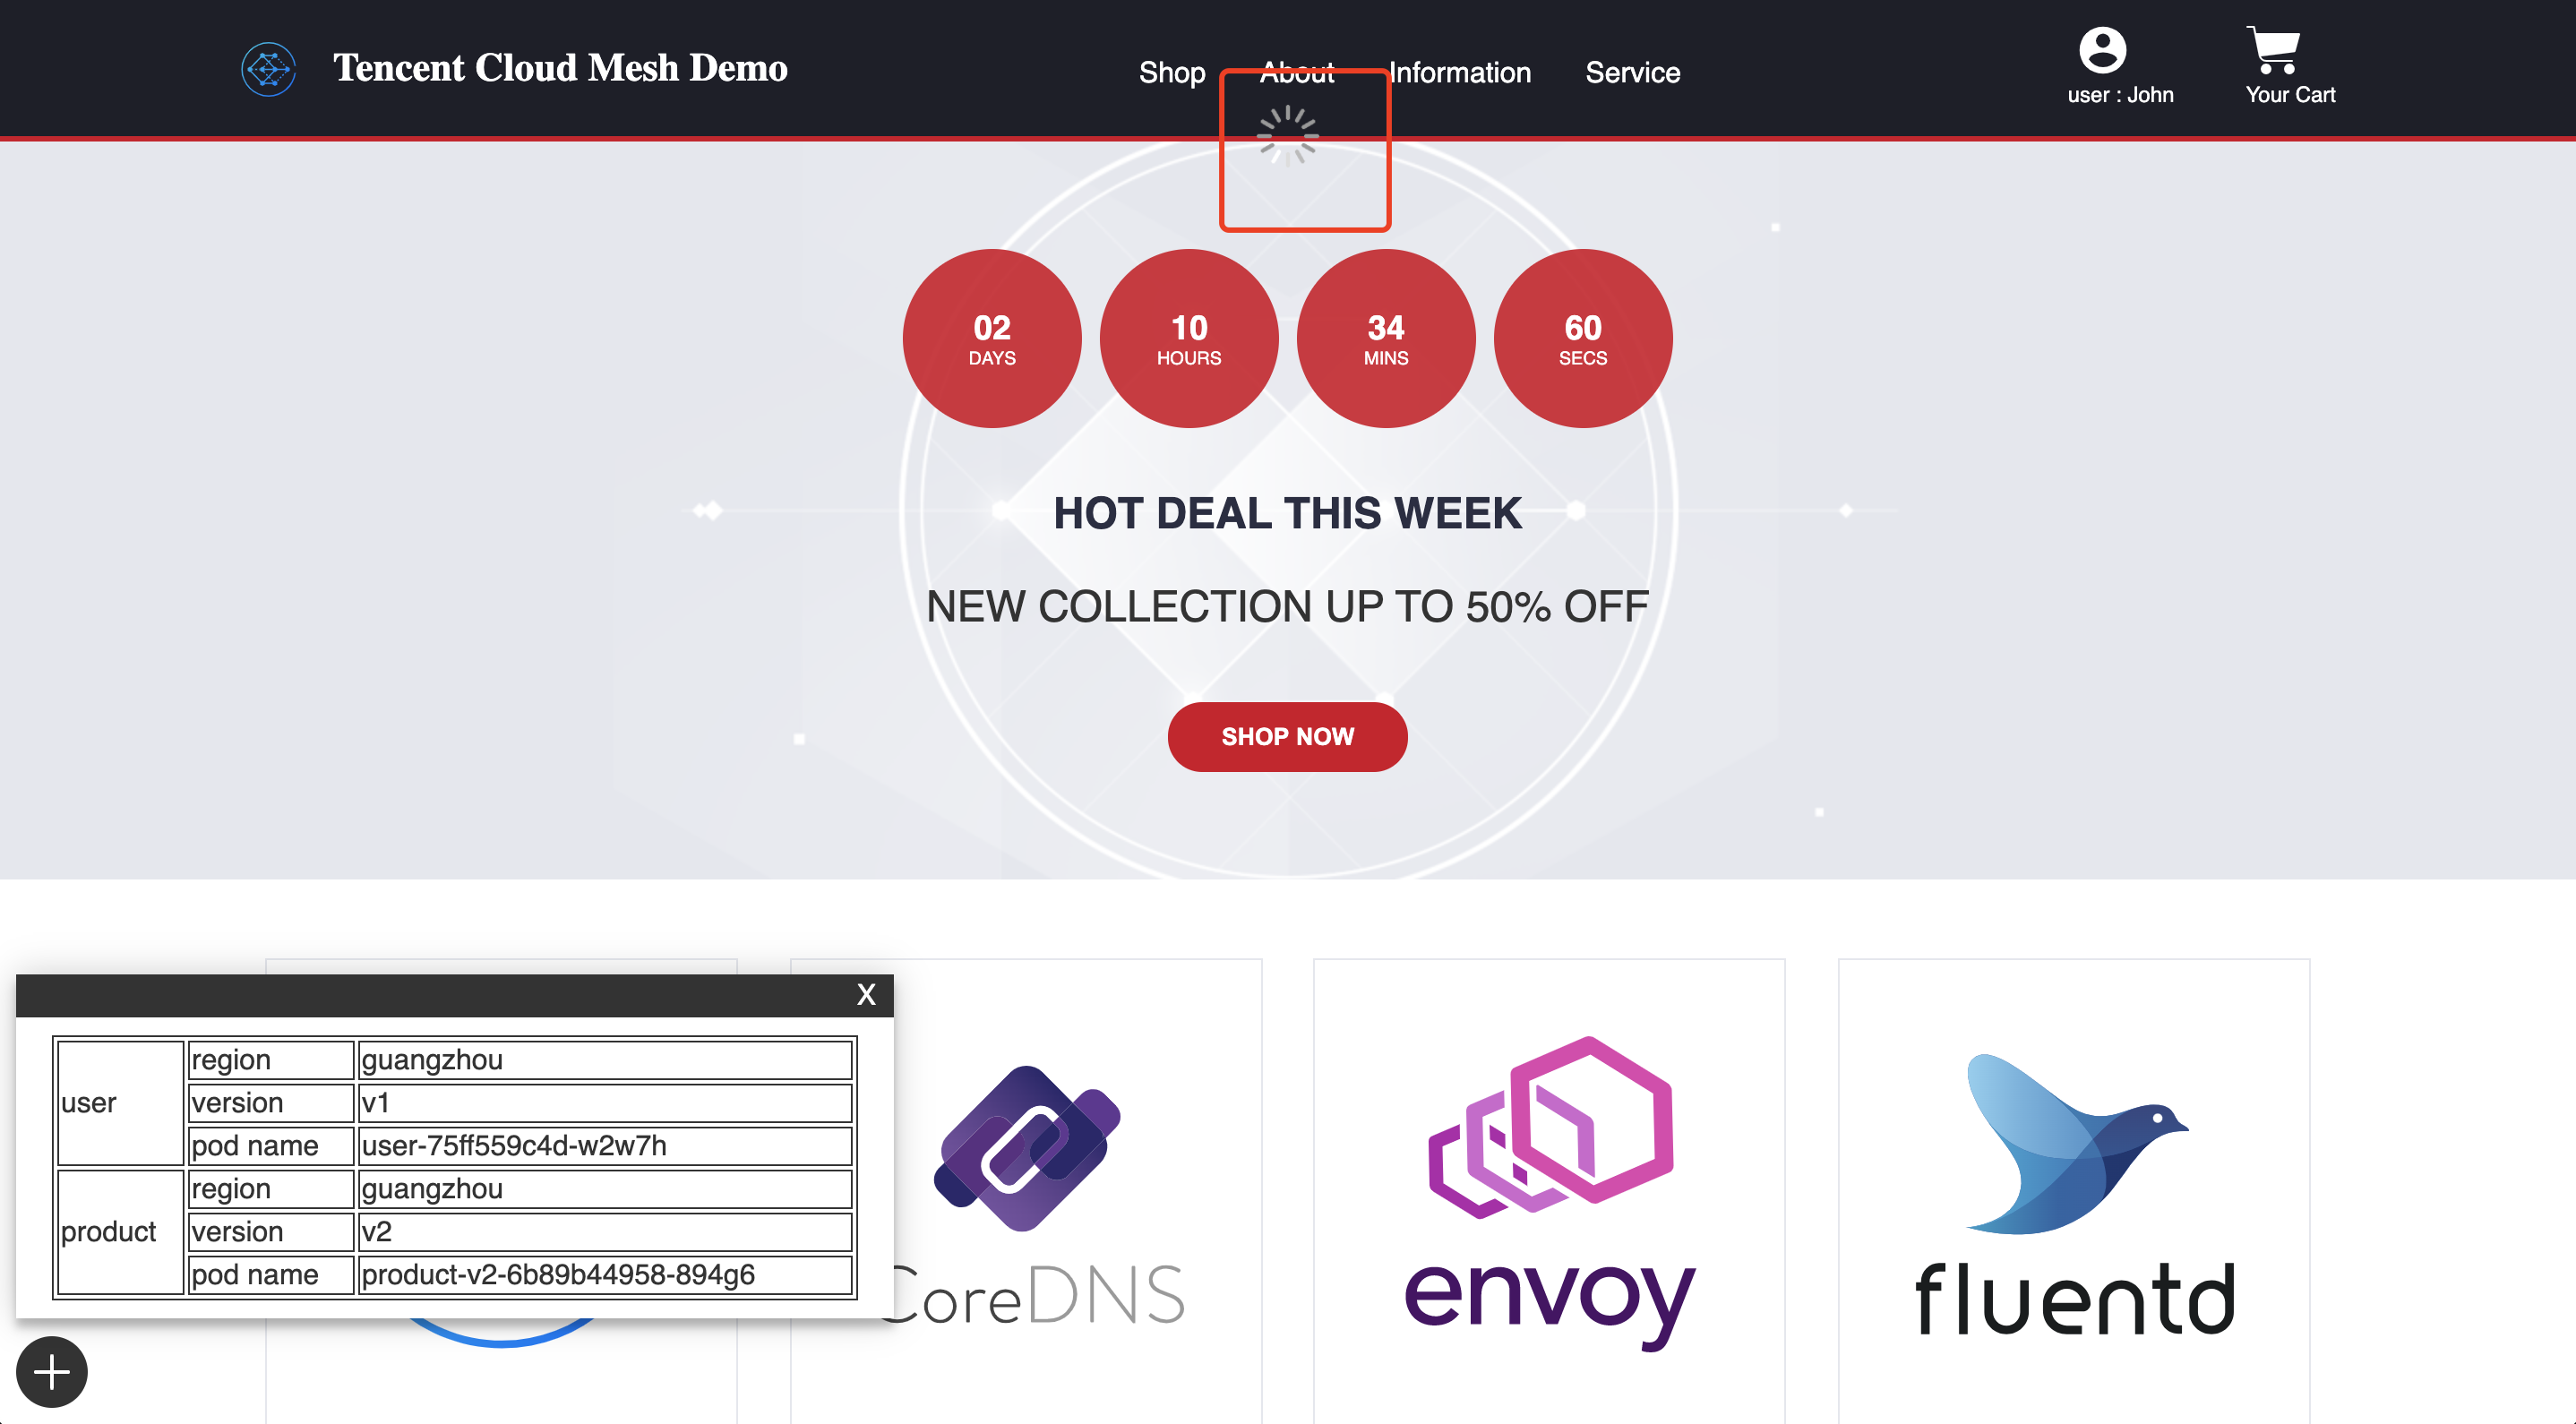 Tencent Cloud Mesh Demo
Shop About Information Service
user : John
Your Cart
02 DAYS
10 HOURS
34 MINS
60 SECS
HOT DEAL THIS WEEK
NEW COLLECTION UP TO 50% OFF
SHOP NOW
X
user
region guangzhou
version v1
pod name user-75ff559c4d-w2w7h
product
region guangzhou
version v2
pod name product-v2-6b89b44958-894g6
CoreDNS
envoy
fluentd